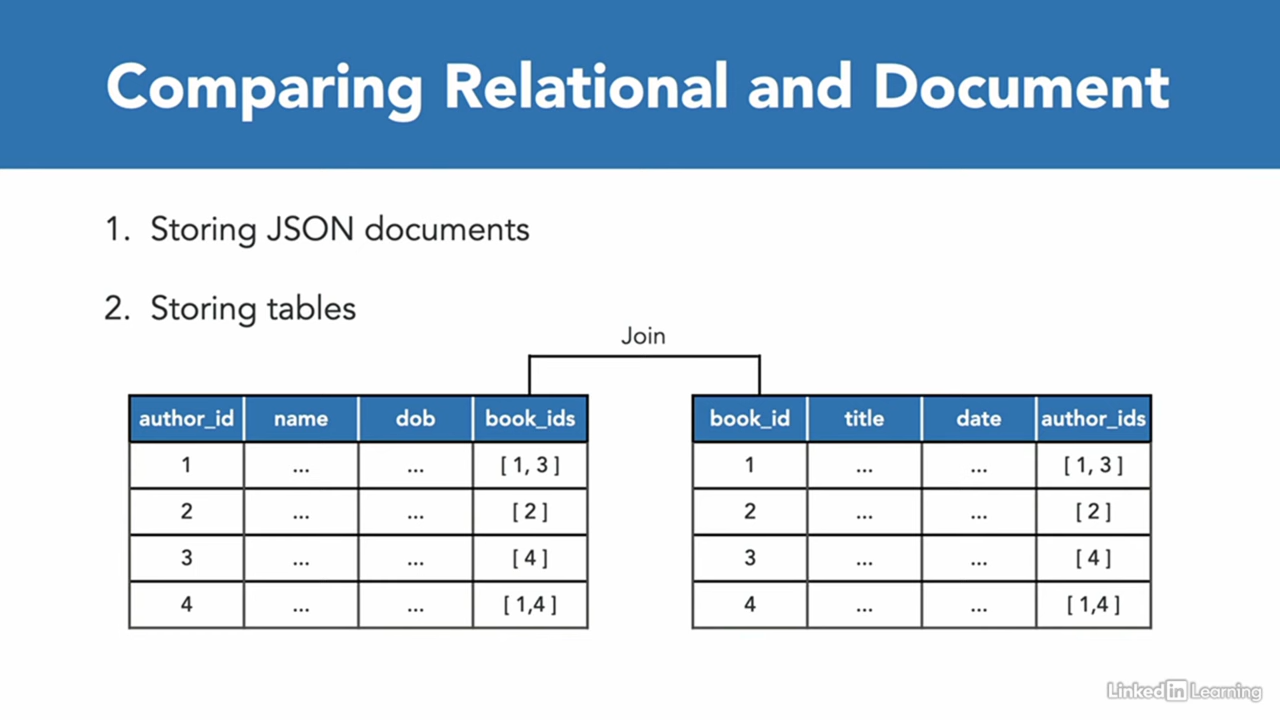 Comparing Relational and Document
1. Storing JSON documents
2. Storing tables
Join
author_id name dob book_ids
1 ... ... [ 1, 3 ]
2 ... ... [ 2 ]
3 ... ... [ 4 ]
4 ... ... [ 1,4 ]
book_id title date author_ids
1 ... ... [ 1, 3 ]
2 ... ... [ 2 ]
3 ... ... [ 4 ]
4 ... ... [ 1,4 ]
Linked in Learning